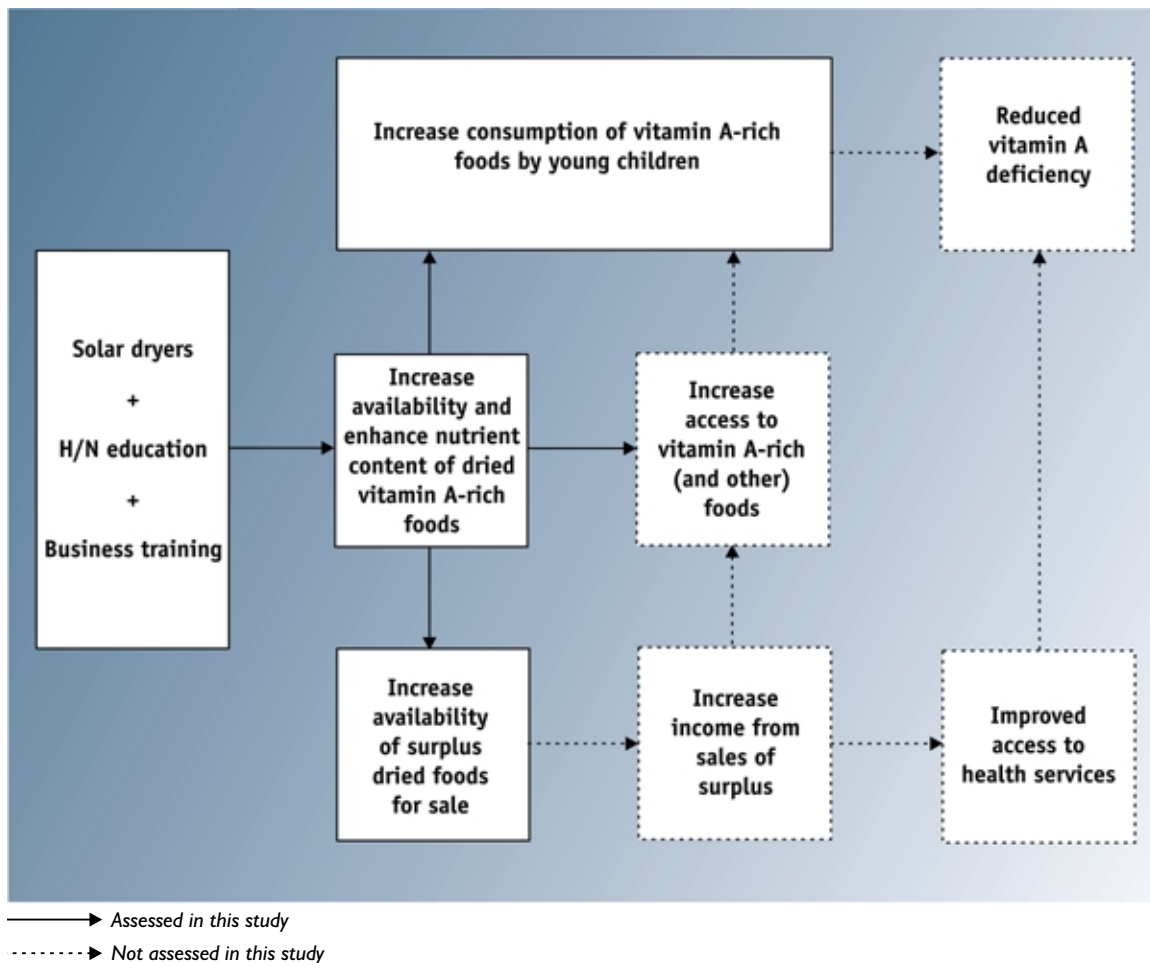 Increase consumption of vitamin A-rich
foods by young children
Reduced
vitamin A
deficiency
Solar dryers
+
H/N education
+
Business training
Increase
availability and
enhance nutrient
content of dried
vitamin A-rich
foods
Increase
access to
vitamin A-rich
(and other)
foods
Increase
availability
of surplus
dried foods
for sale
Increase
income from
sales of
surplus
Improved
access to
health services
Assessed in this study
Not assessed in this study